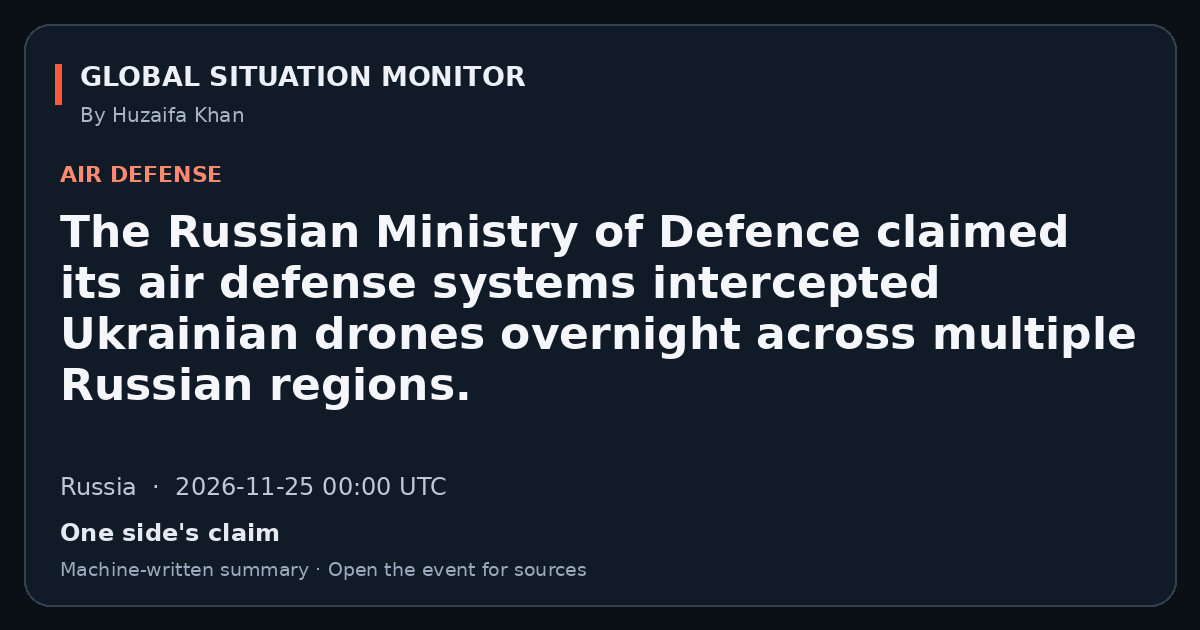 GLOBAL SITUATION MONITOR
By Huzaifa Khan
AIR DEFENSE
The Russian Ministry of Defence claimed
its air defense systems intercepted
Ukrainian drones overnight across multiple
Russian regions.
Russia · 2026-11-25 00:00 UTC
One side's claim
Machine-written summary · Open the event for sources